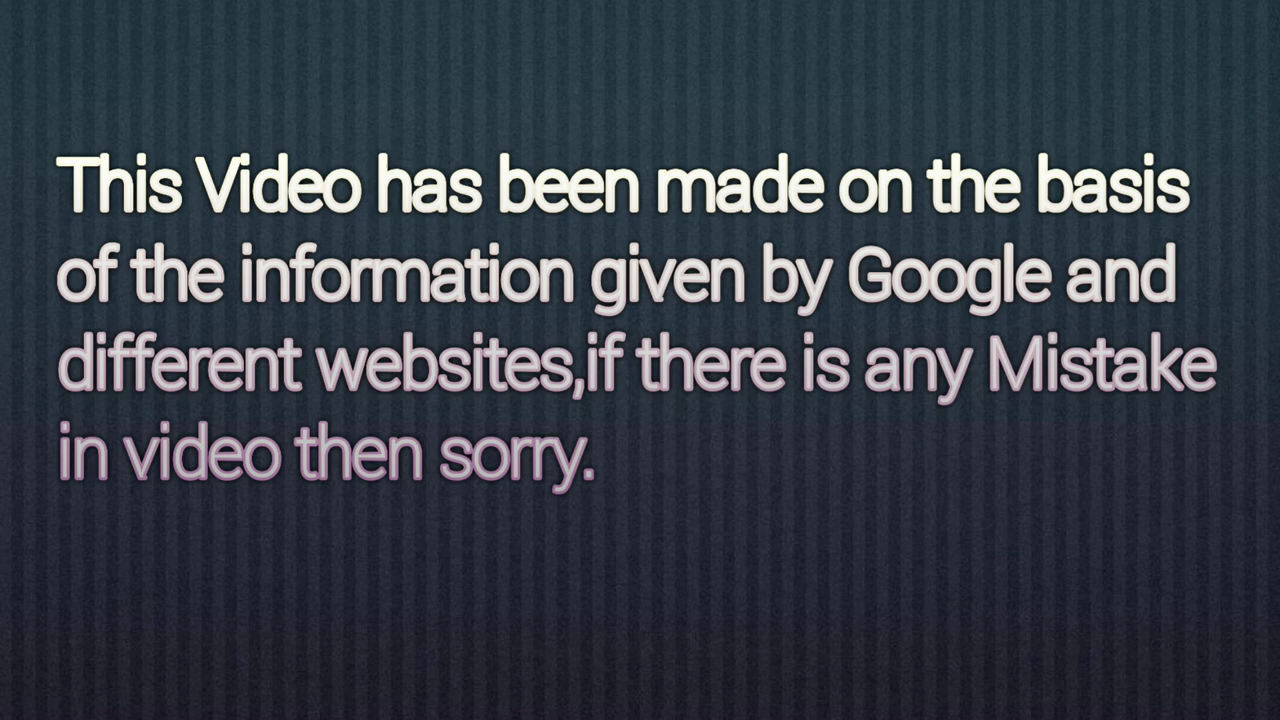 This Video has been made on the basis
of the information given by Google and
different websites,if there is any Mistake
in video then sorry.